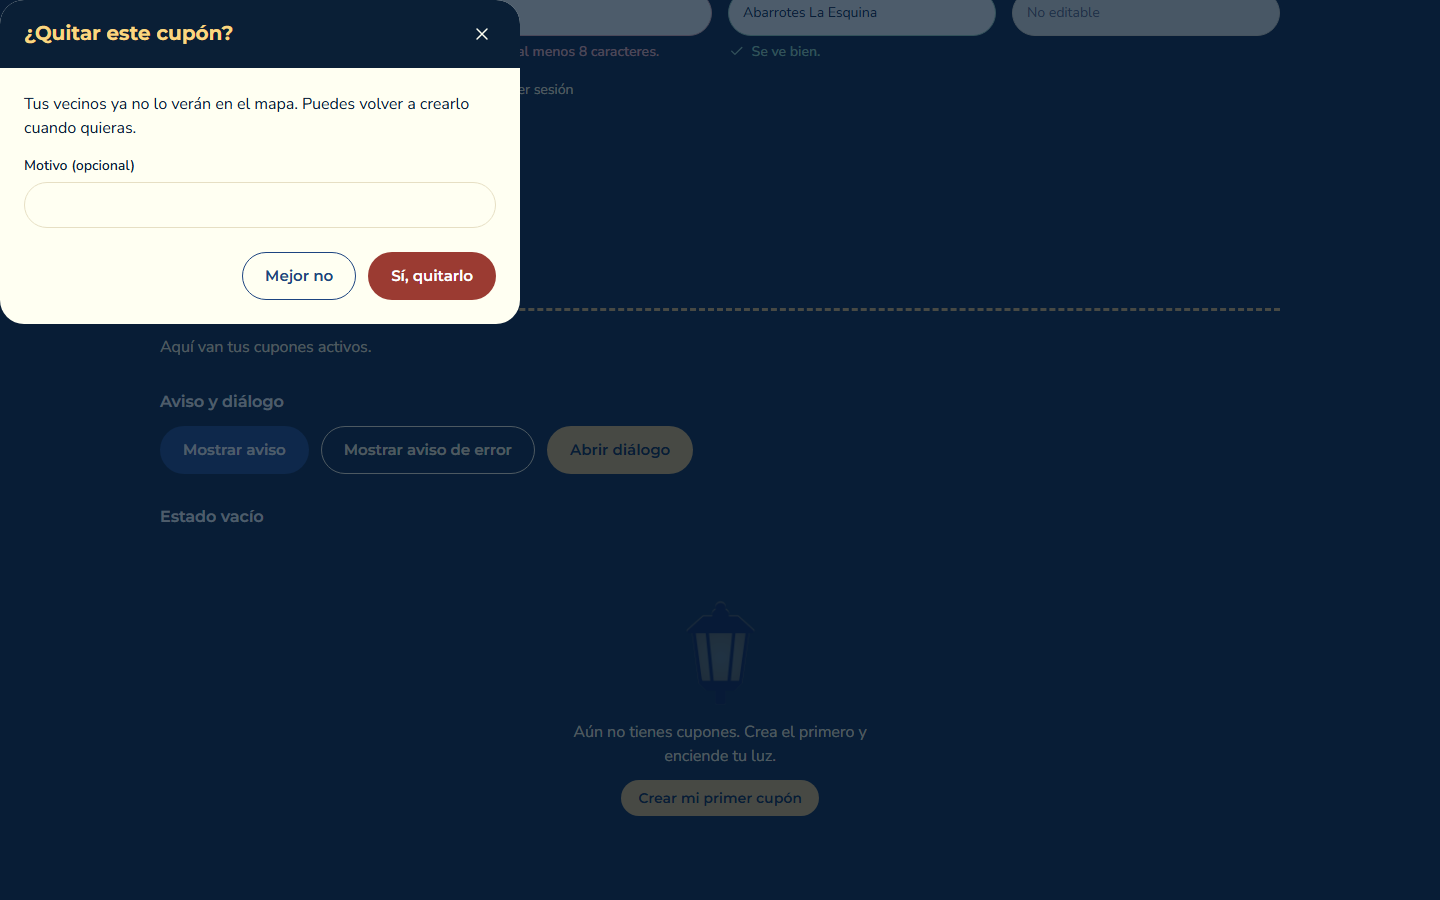 ¿Quitar este cupón?
Tus vecinos ya no lo verán en el mapa. Puedes volver a crearlo
cuando quieras.
Motivo (opcional)
Mejor no
Sí, quitarlo
Abarrotes La Esquina
No editable
al menos 8 caracteres.
Se ve bien.
er sesión
Aquí van tus cupones activos.
Aviso y diálogo
Mostrar aviso
Mostrar aviso de error
Abrir diálogo
Estado vacío
Aún no tienes cupones. Crea el primero y
enciende tu luz.
Crear mi primer cupón